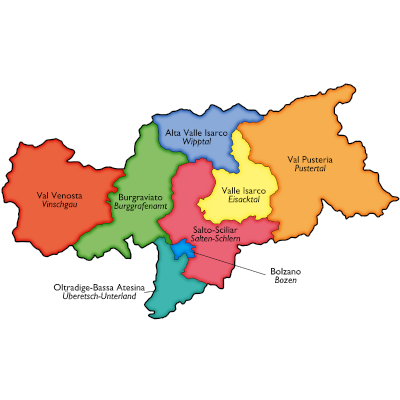 Alta Valle Isarco
Wipptal
Val Pusteria
Pustertal
Val Venosta
Vinschgau
Burgraviato
Burggrafenamt
Valle Isarco
Eisacktal
Salto-Sciliar
Salten-Schlern
Bolzano
Bozen
Oltradige-Bassa Atesina
Überetsch-Unterland